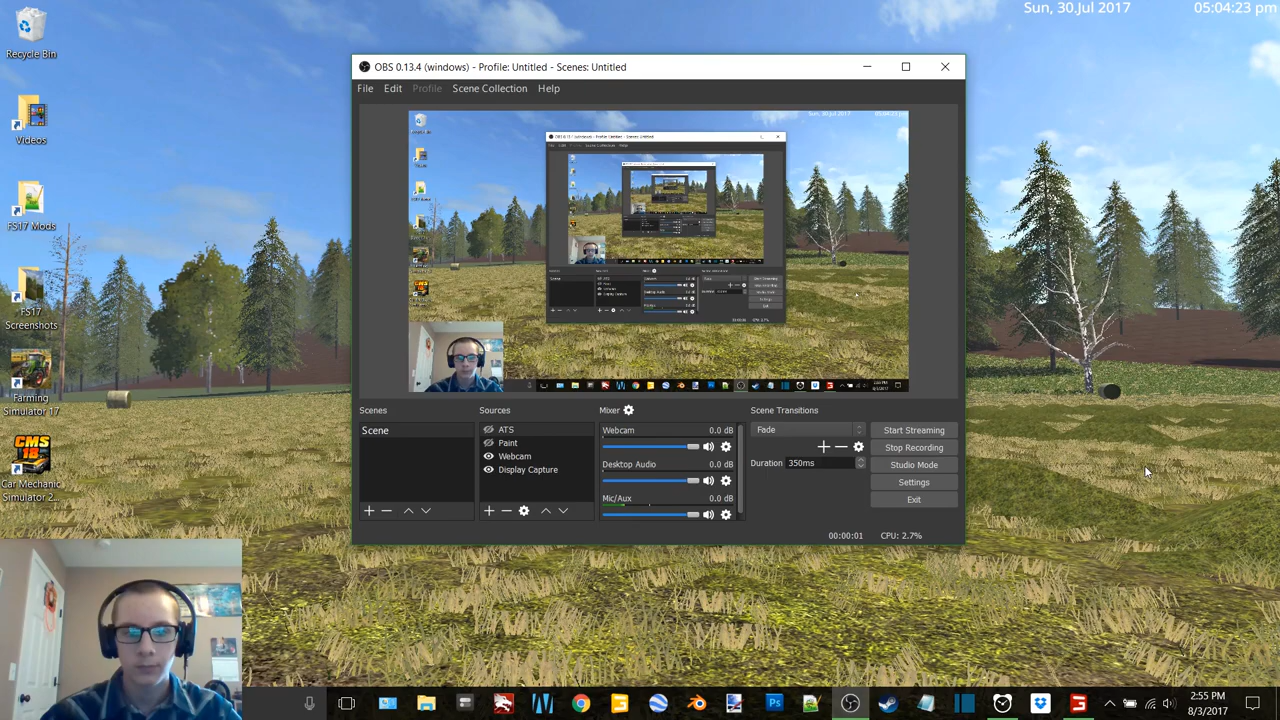 Sun, 30.Jul 2017 05:04:23 pm
Recycle Bin
Videos
FS17 Mods
FS17
Screenshots
Farming
Simulator 17
Car Mechanic
Simulator 2...
OBS 0.13.4 (windows) - Profile: Untitled - Scenes: Untitled
File Edit Profile Scene Collection Help
Scenes
Scene
Sources
ATS
Paint
Webcam
Display Capture
Mixer
Webcam 0.0 dB
Desktop Audio 0.0 dB
Mic/Aux 0.0 dB
Scene Transitions
Fade
Duration 350ms
Start Streaming
Stop Recording
Studio Mode
Settings
Exit
00:00:01 CPU: 2.7%
2:55 PM
8/3/2017